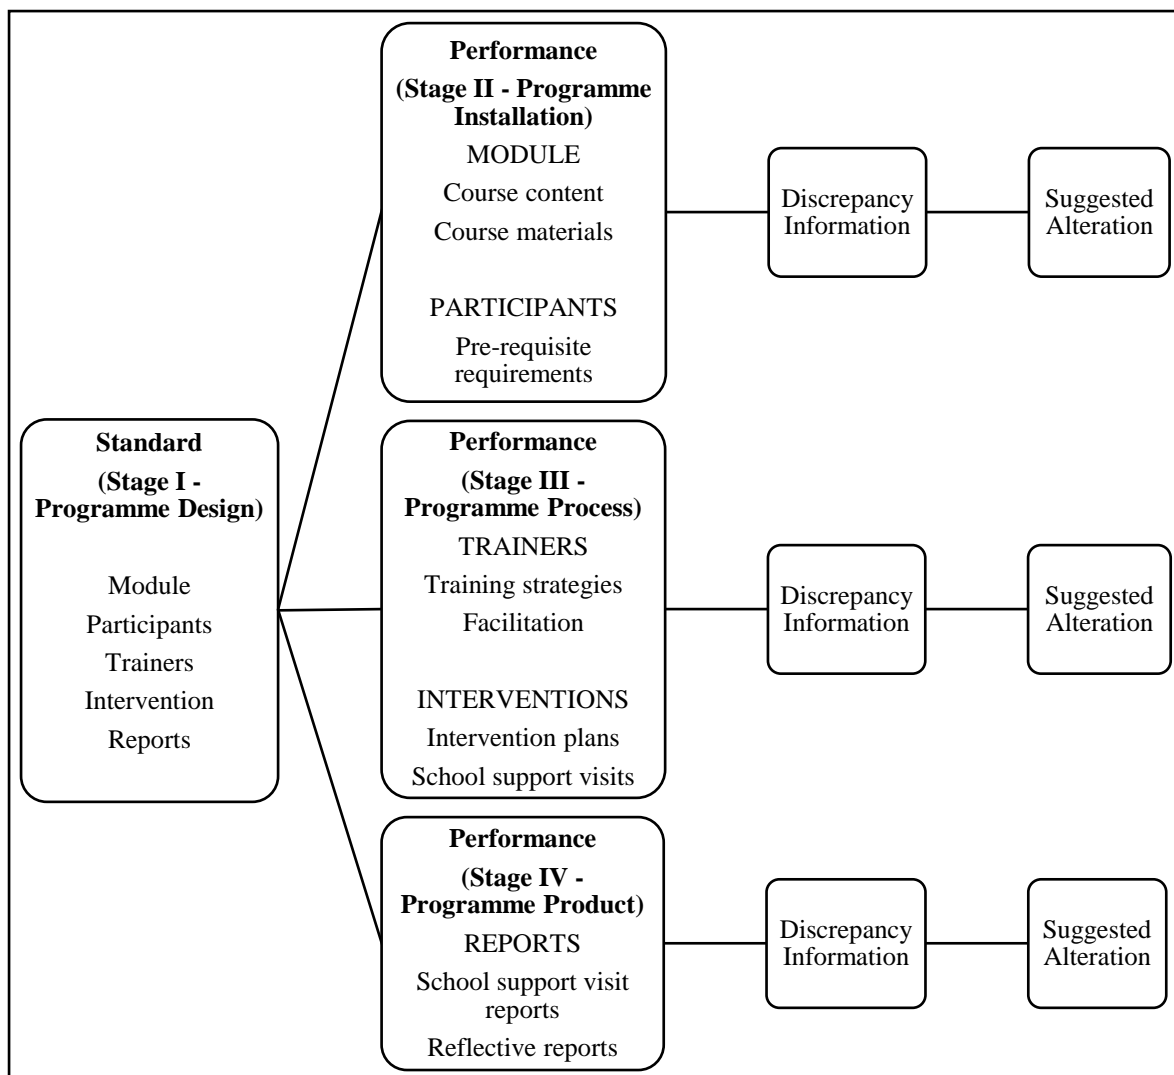 Performance
(Stage II - Programme
Installation)
MODULE
Course content
Course materials
PARTICIPANTS
Pre-requisite
requirements
Discrepancy
Information
Suggested
Alteration
Standard
(Stage I -
Programme Design)
Module
Participants
Trainers
Intervention
Reports
Performance
(Stage III -
Programme Process)
TRAINERS
Training strategies
Facilitation
INTERVENTIONS
Intervention plans
School support visits
Discrepancy
Information
Suggested
Alteration
Performance
(Stage IV -
Programme Product)
REPORTS
School support visit
reports
Reflective reports
Discrepancy
Information
Suggested
Alteration